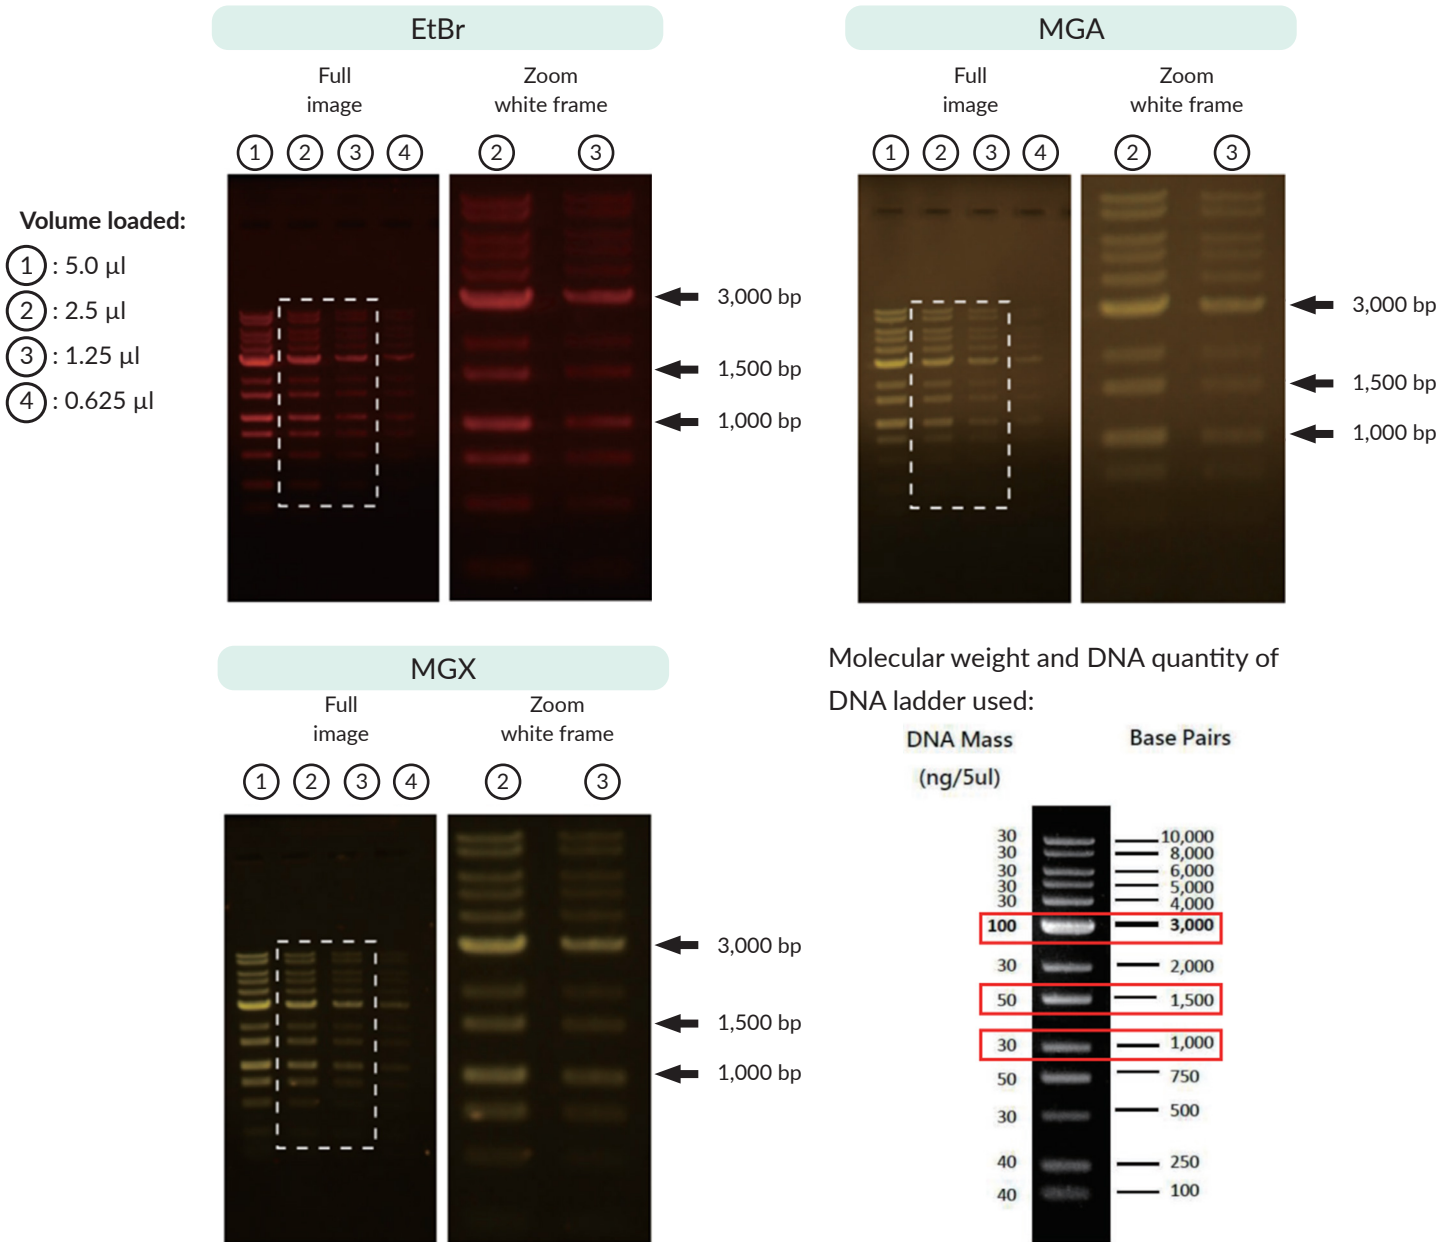 EtBr
Full
image
Zoom
white frame
1 2 3 4 2 3
Volume loaded:
1 : 5.0 µl
2 : 2.5 µl
3 : 1.25 µl
4 : 0.625 µl
3,000 bp
1,500 bp
1,000 bp
MGA
Full
image
Zoom
white frame
1 2 3 4 2 3
3,000 bp
1,500 bp
1,000 bp
MGX
Full
image
Zoom
white frame
1 2 3 4 2 3
3,000 bp
1,500 bp
1,000 bp
Molecular weight and DNA quantity of
DNA ladder used:
DNA Mass Base Pairs
(ng/5ul)
30 10,000
30 8,000
30 6,000
30 5,000
30 4,000
100 3,000
30 2,000
50 1,500
30 1,000
50 750
30 500
40 250
40 100